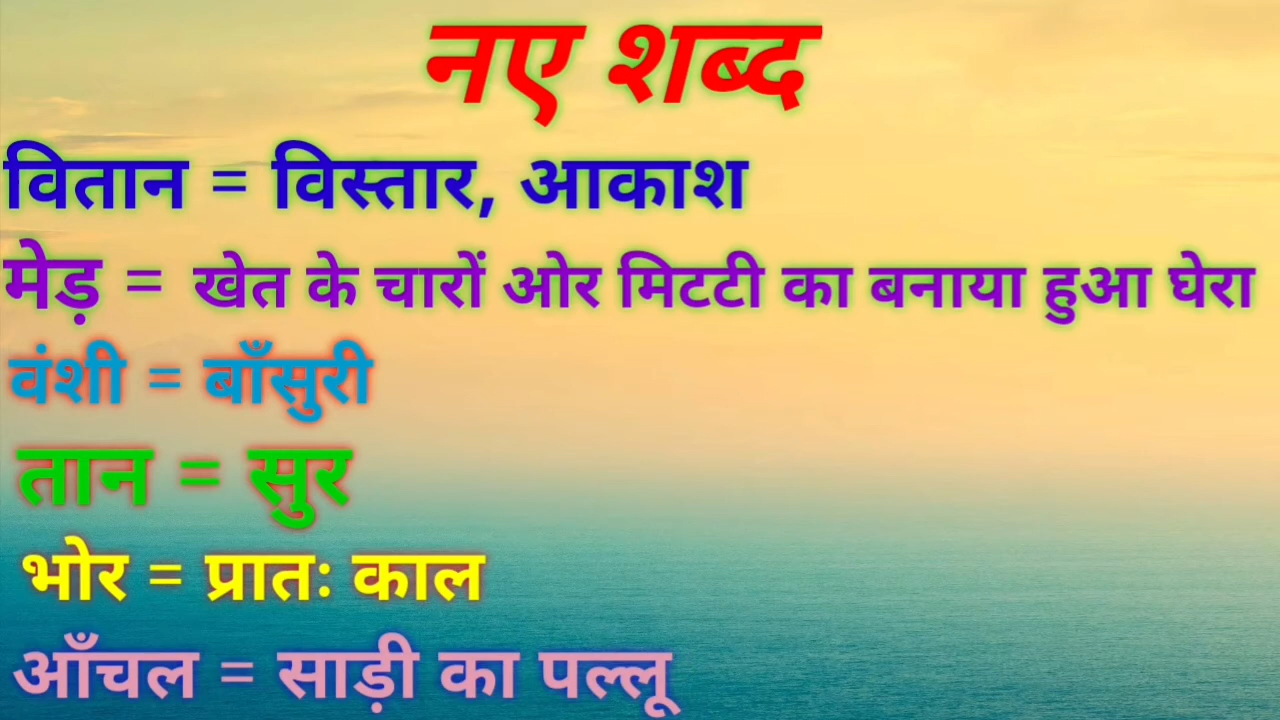 नए शब्द
वितान = विस्तार, आकाश
मेड़ = खेत के चारों ओर मिटटी का बनाया हुआ घेरा
वंशी = बाँसुरी
तान = सुर
भोर = प्रातः काल
आँचल = साड़ी का पल्लू